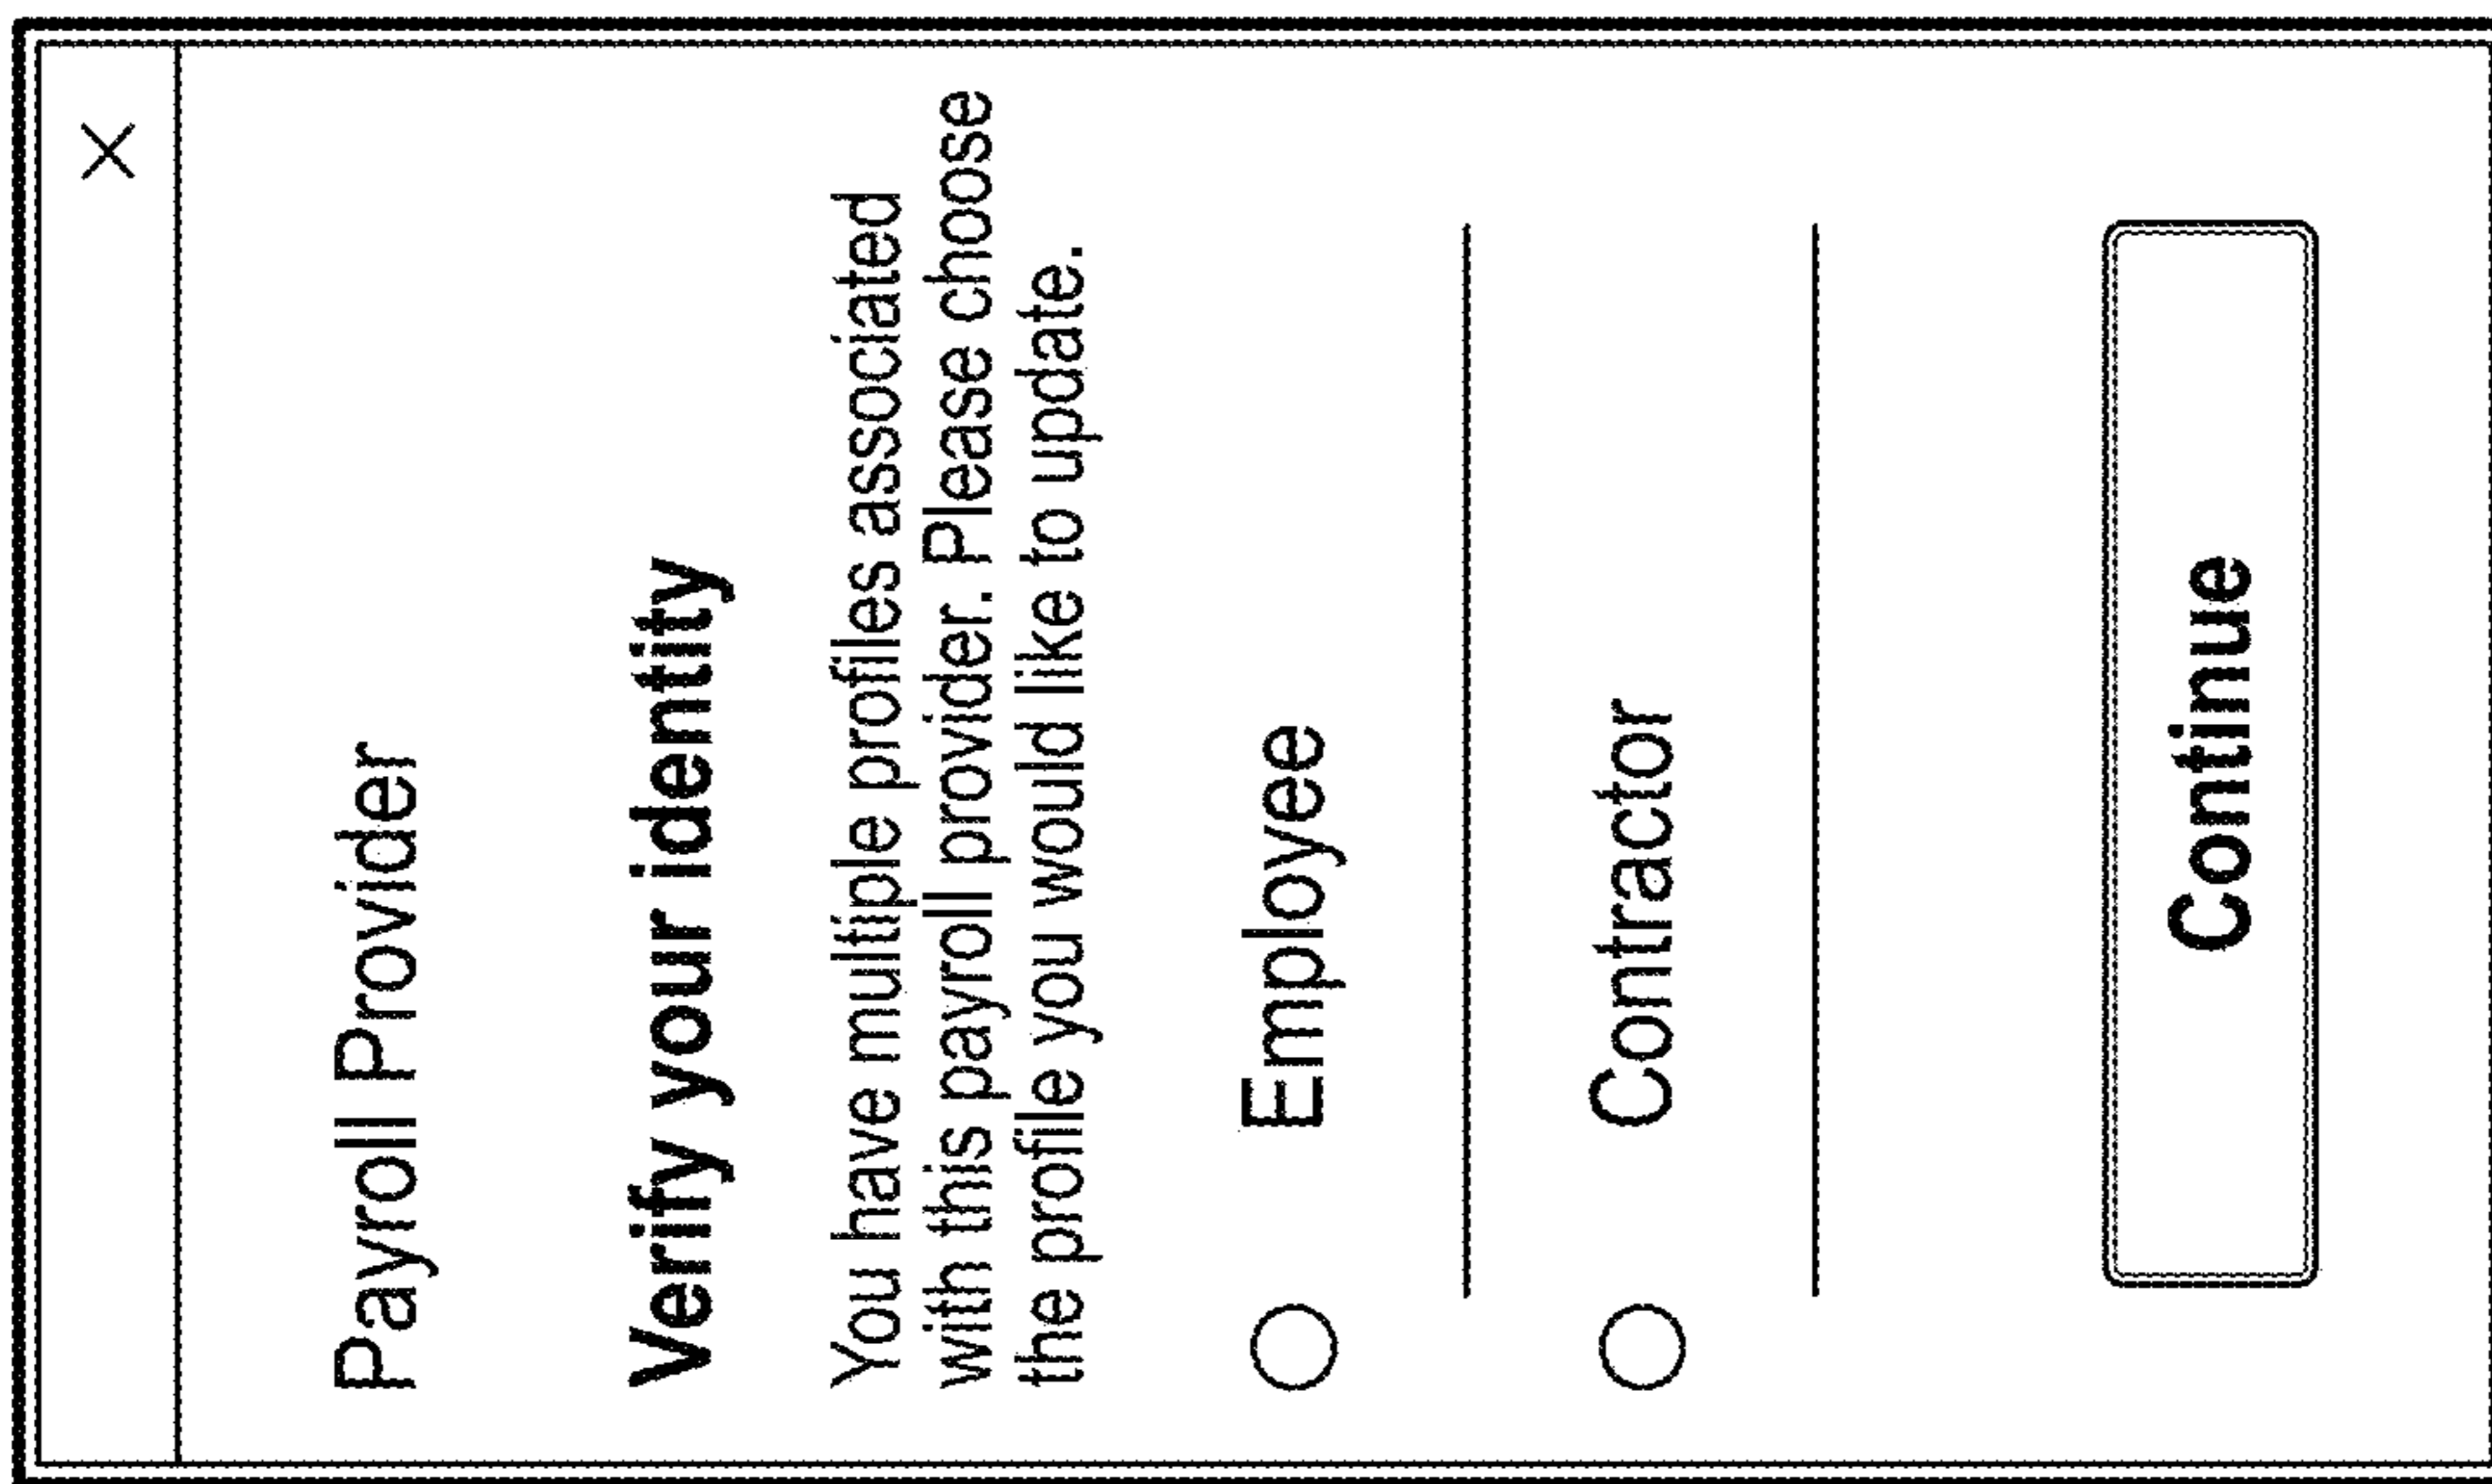 Payroll Provider
Verify your identity
You have multiple profiles associated
with this payroll provider. Please choose
the profile you would like to update.
Employee
Contractor
Continue